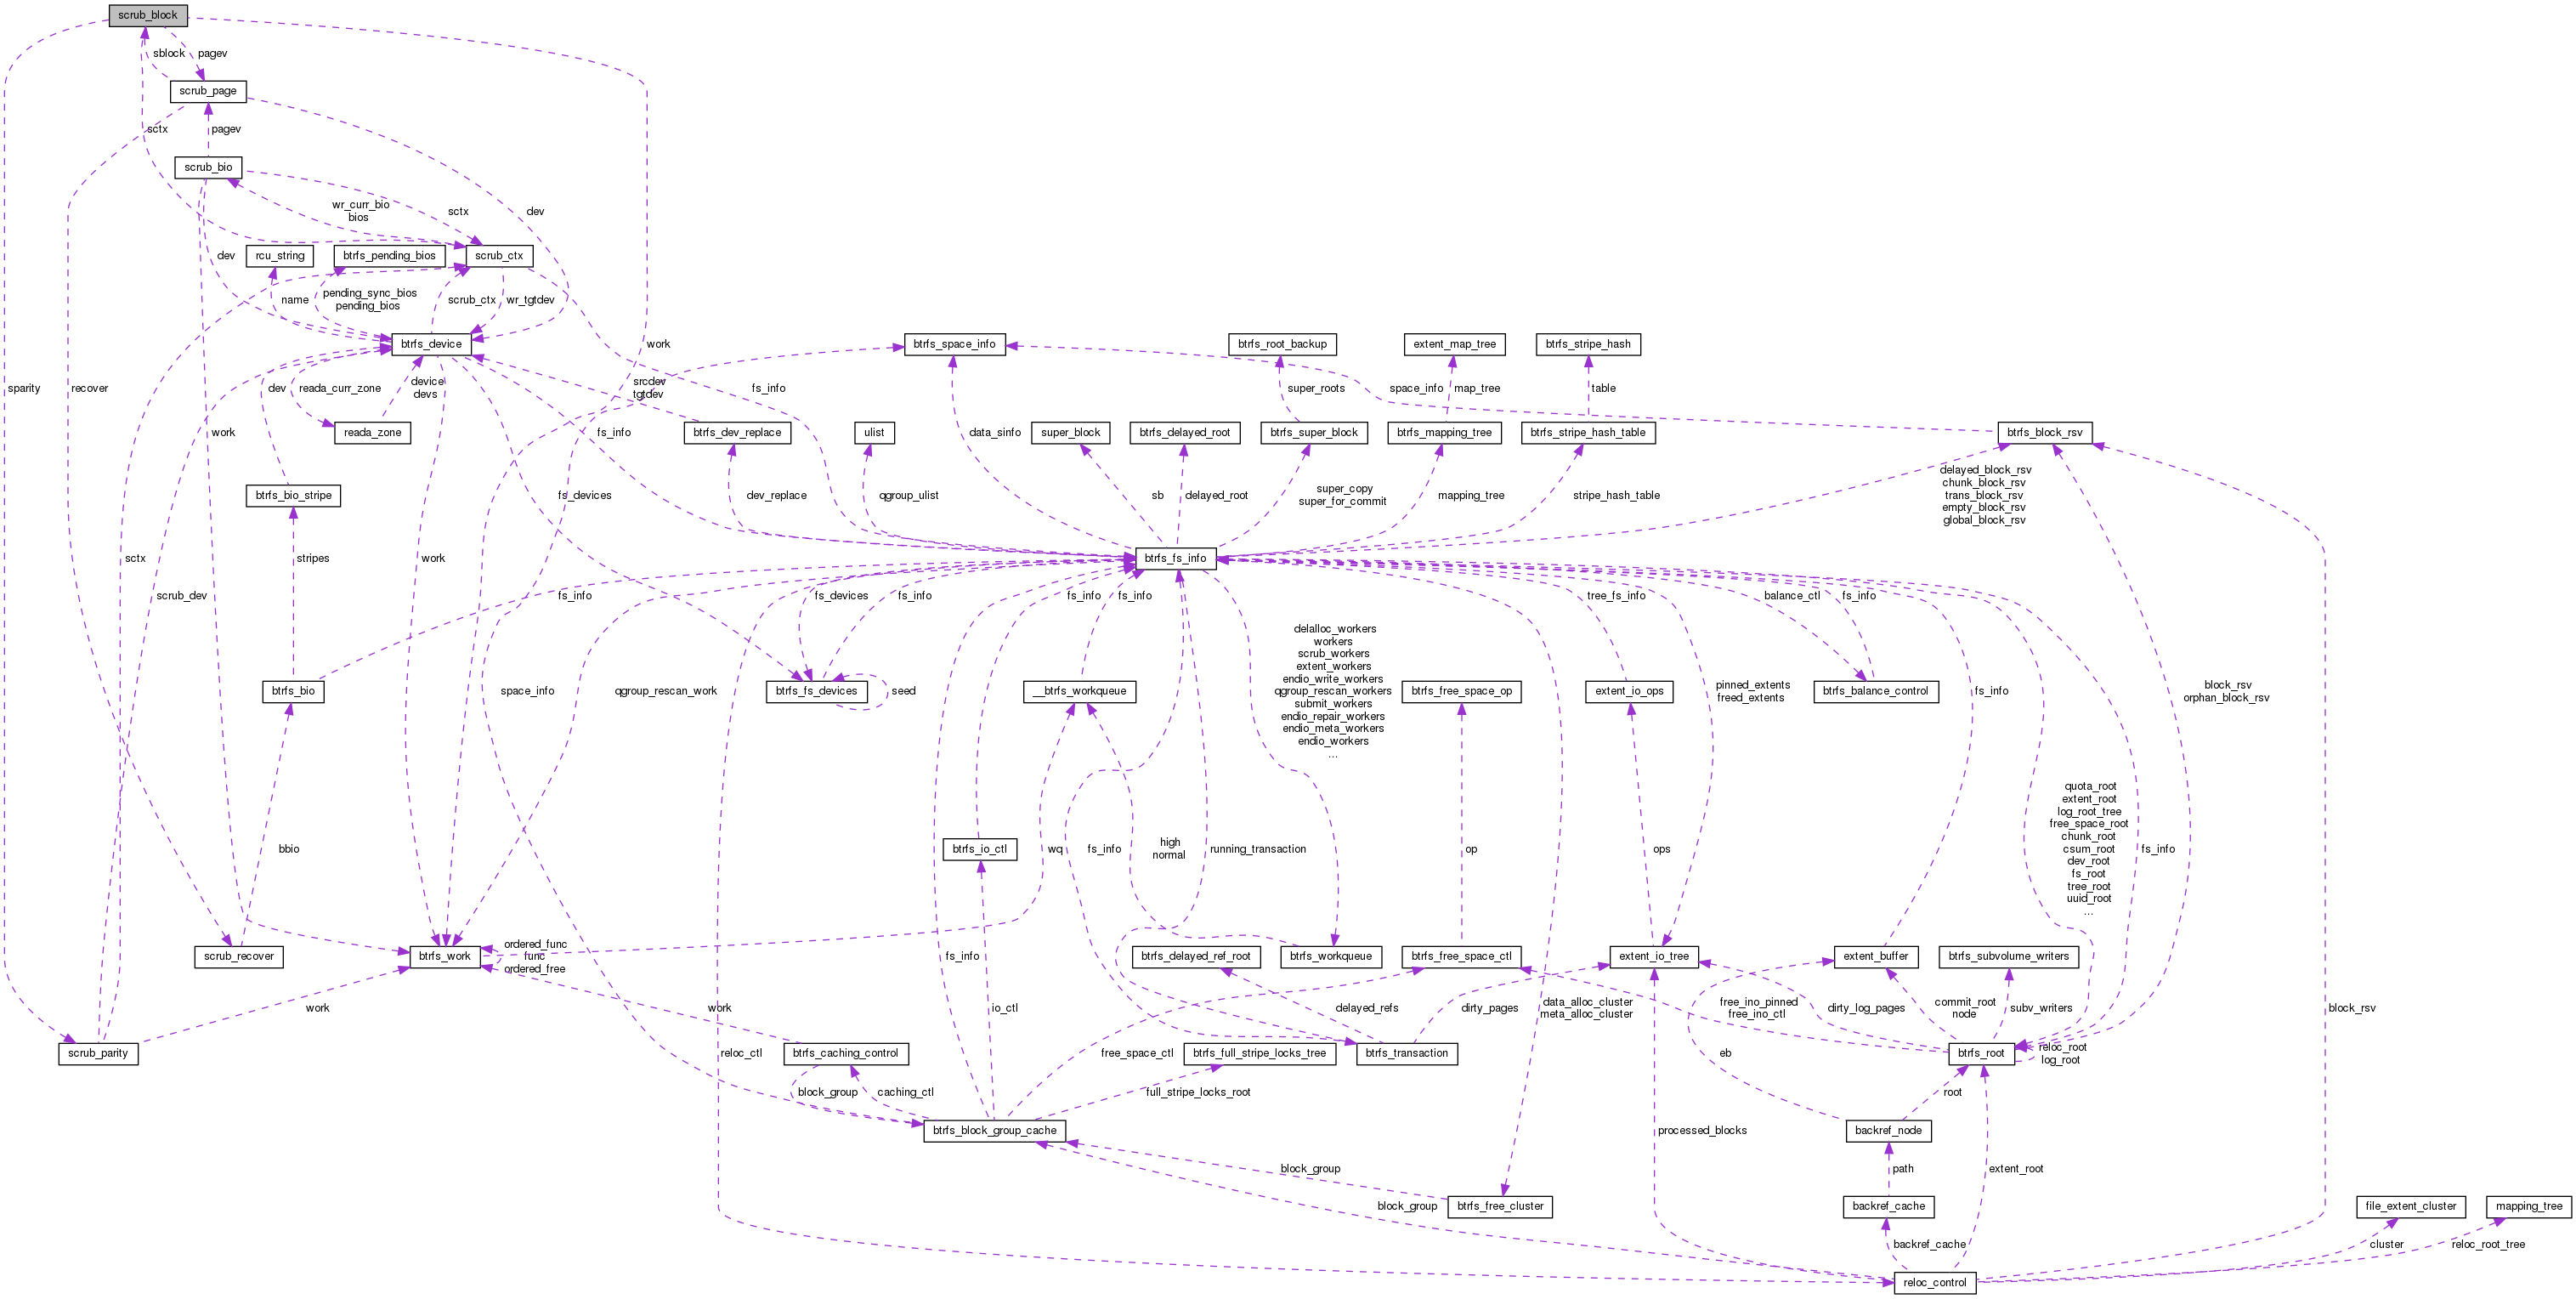 scrub_block
sblock
pagev
scrub_page
sctx
pagev
scrub_bio
wr_curr_bio
bios
sctx
dev
rcu_string
btrfs_pending_bios
scrub_ctx
dev
name
pending_sync_bios
pending_bios
scrub_ctx
wr_tgtdev
btrfs_device
work
btrfs_space_info
btrfs_root_backup
extent_map_tree
btrfs_stripe_hash
sparity
recover
dev
reada_curr_zone
device
devs
srcdev
tgtdev
fs_info
super_roots
space_info
map_tree
table
work
reada_zone
fs_info
btrfs_dev_replace
ulist
data_sinfo
super_block
btrfs_delayed_root
btrfs_super_block
btrfs_mapping_tree
btrfs_stripe_hash_table
btrfs_block_rsv
btrfs_bio_stripe
fs_devices
dev_replace
qgroup_ulist
sb
delayed_root
super_copy
super_for_commit
mapping_tree
stripe_hash_table
delayed_block_rsv
chunk_block_rsv
trans_block_rsv
empty_block_rsv
global_block_rsv
sctx
stripes
work
btrfs_fs_info
scrub_dev
fs_info
fs_devices
fs_info
fs_info
fs_info
tree_fs_info
balance_ctl
fs_info
delalloc_workers
workers
scrub_workers
extent_workers
endio_write_workers
qgroup_rescan_workers
submit_workers
endio_repair_workers
endio_meta_workers
endio_workers
...
btrfs_bio
space_info
qgroup_rescan_work
btrfs_fs_devices
seed
__btrfs_workqueue
btrfs_free_space_op
extent_io_ops
pinned_extents
freed_extents
btrfs_balance_control
fs_info
block_rsv
orphan_block_rsv
quota_root
extent_root
log_root_tree
free_space_root
chunk_root
csum_root
dev_root
fs_root
tree_root
uuid_root
...
bbio
btrfs_io_ctl
wq
fs_info
high
normal
running_transaction
op
ops
fs_info
scrub_recover
btrfs_work
ordered_func
func
ordered_free
fs_info
btrfs_delayed_ref_root
btrfs_workqueue
btrfs_free_space_ctl
extent_io_tree
extent_buffer
btrfs_subvolume_writers
work
work
io_ctl
delayed_refs
dirty_pages
data_alloc_cluster
meta_alloc_cluster
free_ino_pinned
free_ino_ctl
dirty_log_pages
commit_root
node
subv_writers
block_rsv
scrub_parity
reloc_ctl
btrfs_caching_control
free_space_ctl
btrfs_full_stripe_locks_tree
btrfs_transaction
eb
btrfs_root
reloc_root
log_root
block_group
caching_ctl
full_stripe_locks_root
root
btrfs_block_group_cache
processed_blocks
backref_node
block_group
path
extent_root
block_group
btrfs_free_cluster
backref_cache
file_extent_cluster
mapping_tree
backref_cache
cluster
reloc_root_tree
reloc_control